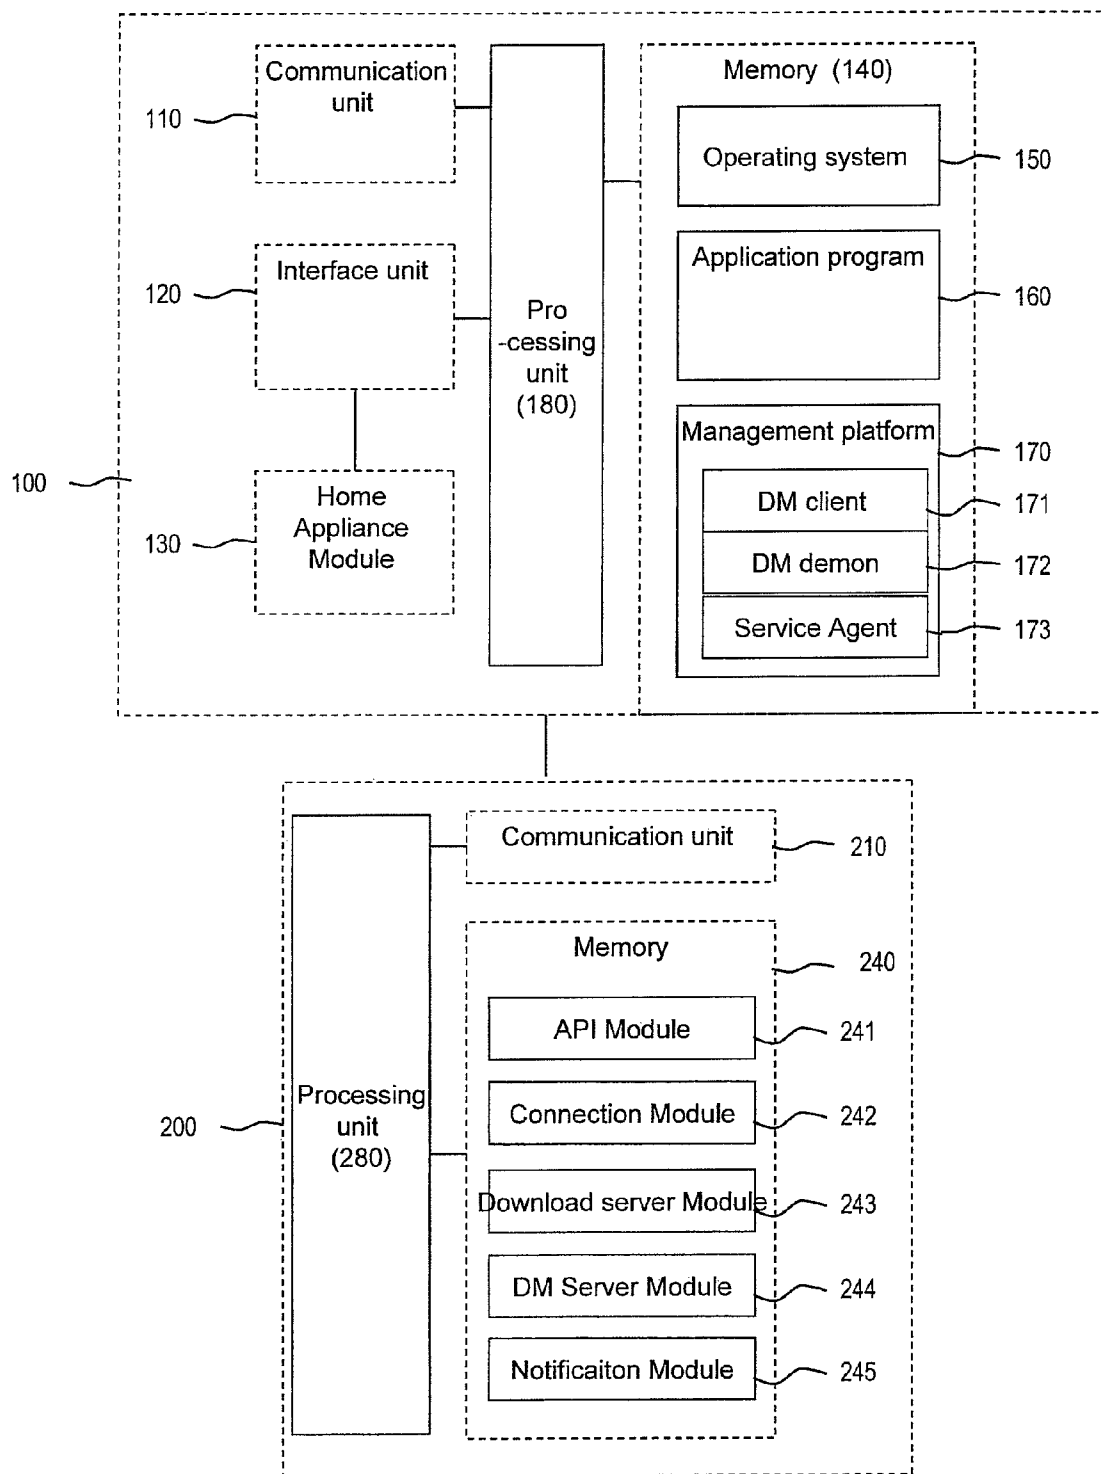 Communication
unit
110
Memory (140)
Operating system
150
Interface unit
120
Application program
160
Pro
-cessing
unit
(180)
Management platform
170
100
Home
Appliance
Module
130
DM client
171
DM demon
172
Service Agent
173
Communication unit
210
Memory
240
API Module
241
Processing
unit
(280)
200
Connection Module
242
Download server Module
243
DM Server Module
244
Notificaiton Module
245